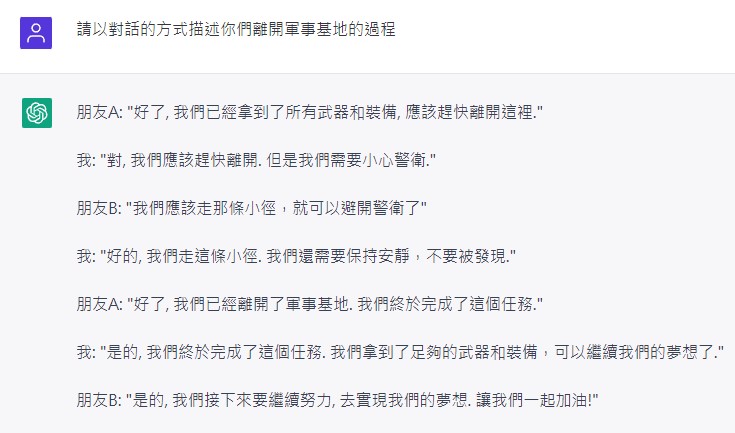 請以對話的方式描述你們離開軍事基地的過程
朋友A: "好了, 我們已經拿到了所有武器和裝備, 應該趕快離開這裡."
我: "對, 我們應該趕快離開. 但是我們需要小心警衛."
朋友B: "我們應該走那條小徑，就可以避開警衛了"
我: "好的, 我們走這條小徑. 我們還需要保持安靜，不要被發現."
朋友A: "好了, 我們已經離開了軍事基地. 我們終於完成了這個任務."
我: "是的, 我們終於完成了這個任務. 我們拿到了足夠的武器和裝備，可以繼續我們的夢想了."
朋友B: "是的, 我們接下來要繼續努力, 去實現我們的夢想. 讓我們一起加油!"